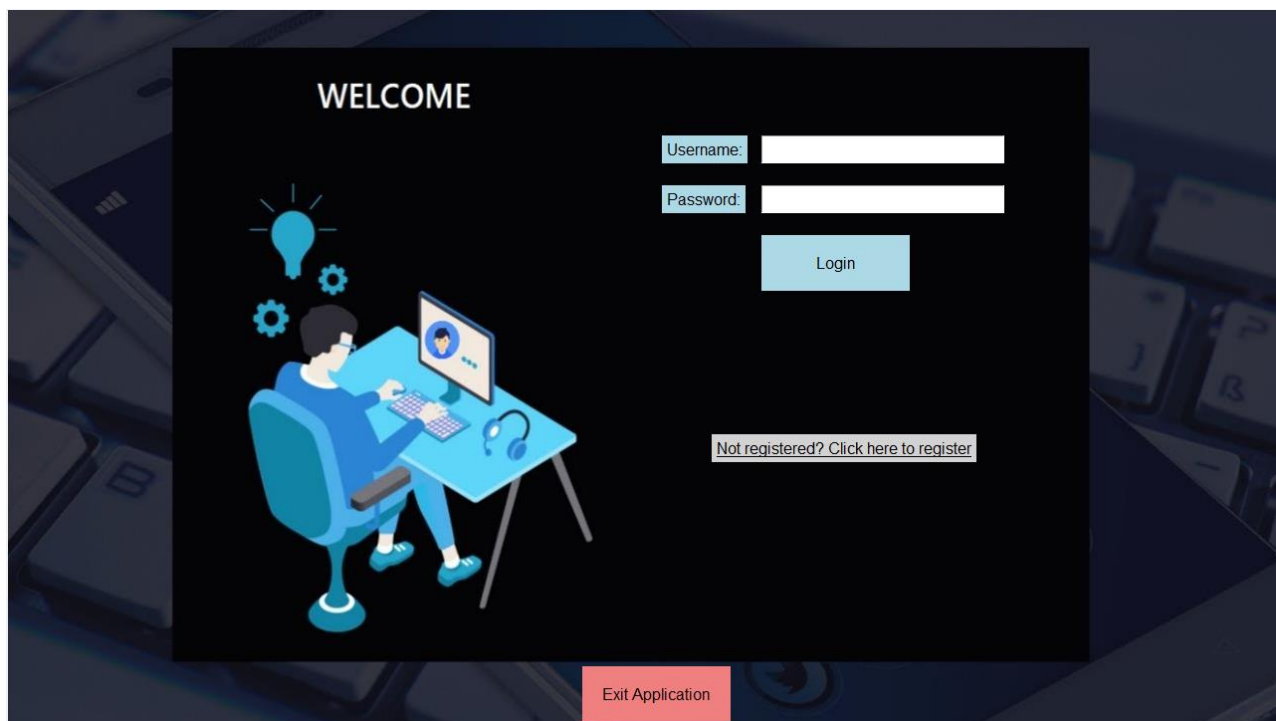 WELCOME
Username:
Password:
Login
Not registered? Click here to register
Exit Application